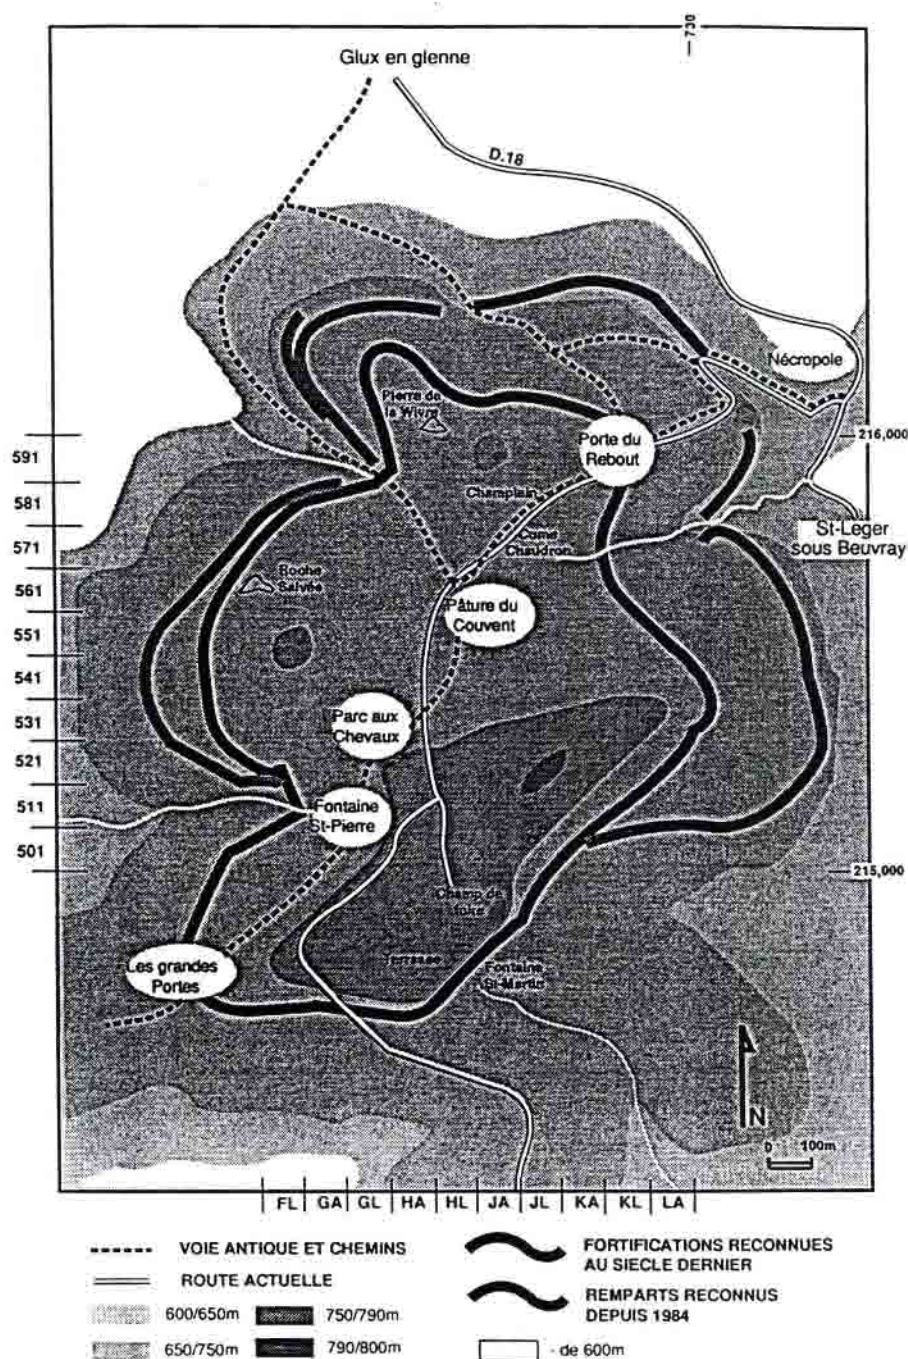 730
Glux en glenne
D.18
Nécropole
Pierre de
la Wivre
216,000
Porte du
Rebout
591
581
571
561
551
541
531
521
511
501
Champlain
Come
Chaudron
St-Leger
sous Beuvray
Roche
Salvée
Pâture du
Couvent
Parc aux
Chevaux
Fontaine
St-Pierre
215,000
Champ de
foire
Les grandes
Portes
Terrasse
Fontaine
St-Martin
N
0 100m
FL GA GL HA HL JA JL KA KL LA
VOIE ANTIQUE ET CHEMINS
ROUTE ACTUELLE
600/650m
750/790m
650/750m
790/800m
FORTIFICATIONS RECONNUES
AU SIECLE DERNIER
REMPARTS RECONNUS
DEPUIS 1984
- de 600m